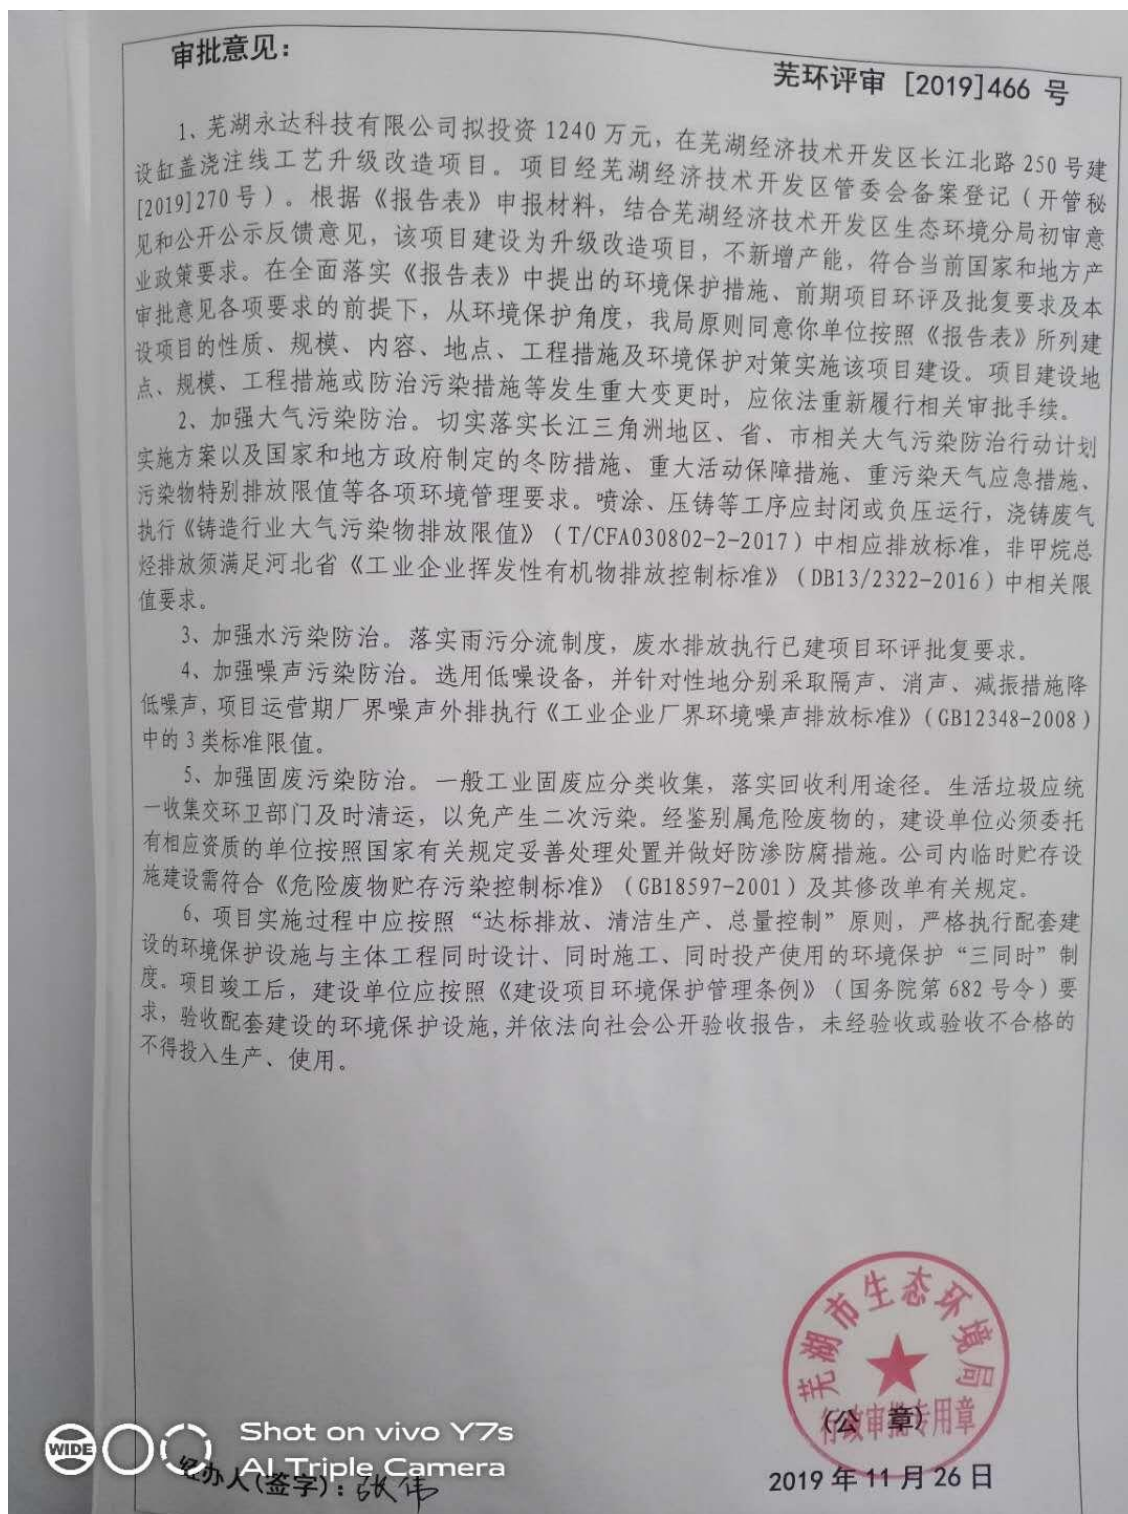 审批意见：
芜环评审 [2019]466 号
1、芜湖永达科技有限公司拟投资 1240 万元，在芜湖经济技术开发区长江北路 250 号建
设缸盖浇注线工艺升级改造项目。项目经芜湖经济技术开发区管委会备案登记（开管秘
[2019]270 号）。根据《报告表》申报材料，结合芜湖经济技术开发区生态环境分局初审意
见和公开公示反馈意见，该项目建设为升级改造项目，不新增产能，符合当前国家和地方产
业政策要求。在全面落实《报告表》中提出的环境保护措施、前期项目环评及批复要求及本
审批意见各项要求的前提下，从环境保护角度，我局原则同意你单位按照《报告表》所列建
设项目的性质、规模、内容、地点、工程措施及环境保护对策实施该项目建设。项目建设地
点、规模、工程措施或防治污染措施等发生重大变更时，应依法重新履行相关审批手续。
2、加强大气污染防治。切实落实长江三角洲地区、省、市相关大气污染防治行动计划
实施方案以及国家和地方政府制定的冬防措施、重大活动保障措施、重污染天气应急措施、
污染物特别排放限值等各项环境管理要求。喷涂、压铸等工序应封闭或负压运行，浇铸废气
执行《铸造行业大气污染物排放限值》（T/CFA030802-2-2017）中相应排放标准，非甲烷总
烃排放须满足河北省《工业企业挥发性有机物排放控制标准》（DB13/2322-2016）中相关限
值要求。
3、加强水污染防治。落实雨污分流制度，废水排放执行已建项目环评批复要求。
4、加强噪声污染防治。选用低噪设备，并针对性地分别采取隔声、消声、减振措施降
低噪声，项目运营期厂界噪声外排执行《工业企业厂界环境噪声排放标准》（GB12348-2008）
中的 3 类标准限值。
5、加强固废污染防治。一般工业固废应分类收集，落实回收利用途径。生活垃圾应统
一收集交环卫部门及时清运，以免产生二次污染。经鉴别属危险废物的，建设单位必须委托
有相应资质的单位按照国家有关规定妥善处理处置并做好防渗防腐措施。公司内临时贮存设
施建设需符合《危险废物贮存污染控制标准》（GB18597-2001）及其修改单有关规定。
6、项目实施过程中应按照“达标排放、清洁生产、总量控制”原则，严格执行配套建
设的环境保护设施与主体工程同时设计、同时施工、同时投产使用的环境保护“三同时”制
度。项目竣工后，建设单位应按照《建设项目环境保护管理条例》（国务院第 682 号令）要
求，验收配套建设的环境保护设施，并依法向社会公开验收报告，未经验收或验收不合格的
不得投入生产、使用。
芜湖市生态环境局
行政审批专用章
（公 章）
WIDE
Shot on vivo Y7s
AI Triple Camera
经办人（签字）：张伟
2019 年 11 月 26 日